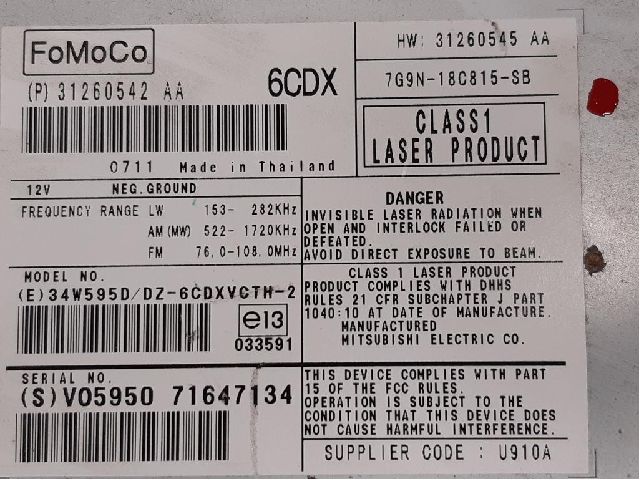 FoMoCo
(P) 31260542 AA
6CDX
0711 Made in Thailand
HW: 31260545 AA
7G9N-18C815-SB
CLASS1
LASER PRODUCT
12V NEG.GROUND
FREQUENCY RANGE LW 153- 282KHz
AM (MW) 522- 1720KHz
FM 76.0-108.0MHz
DANGER
INVISIBLE LASER RADIATION WHEN
OPEN AND INTERLOCK FAILED OR
DEFEATED.
AVOID DIRECT EXPOSURE TO BEAM.
MODEL NO.
(E)34W595D/DZ-6CDXVCTH-2
e13
033591
CLASS 1 LASER PRODUCT
PRODUCT COMPLIES WITH DHHS
RULES 21 CFR SUBCHAPTER J PART
1040:10 AT DATE OF MANUFACTURE.
MANUFACTURED
MITSUBISHI ELECTRIC CO.
SERIAL NO.
(S)VO5950 71647134
THIS DEVICE COMPLIES WITH PART
15 OF THE FCC RULES.
OPERATION IS SUBJECT TO THE
CONDITION THAT THIS DEVICE DOES
NOT CAUSE HARMFUL INTERFERENCE.
SUPPLIER CODE : U910A